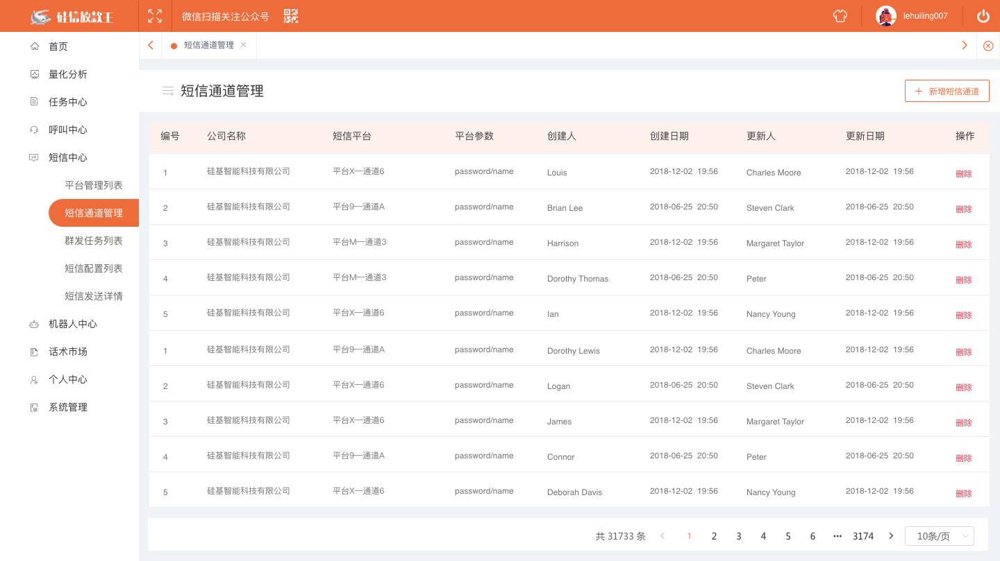 硅信放款王 微信扫描关注公众号 lehuiling007
首页
量化分析
任务中心
呼叫中心
短信中心
平台管理列表
短信通道管理
群发任务列表
短信配置列表
短信发送详情
机器人中心
话术市场
个人中心
系统管理
短信通道管理 ×
短信通道管理 + 新增短信通道
编号 公司名称 短信平台 平台参数 创建人 创建日期 更新人 更新日期 操作
1 硅基智能科技有限公司 平台X—通道6 password/name Louis 2018-12-02 19:56 Charles Moore 2018-12-02 19:56 删除
2 硅基智能科技有限公司 平台9—通道A password/name Brian Lee 2018-06-25 20:50 Steven Clark 2018-06-25 20:50 删除
3 硅基智能科技有限公司 平台M—通道3 password/name Harrison 2018-12-02 19:56 Margaret Taylor 2018-12-02 19:56 删除
4 硅基智能科技有限公司 平台M—通道3 password/name Dorothy Thomas 2018-06-25 20:50 Peter 2018-06-25 20:50 删除
5 硅基智能科技有限公司 平台X—通道6 password/name Ian 2018-12-02 19:56 Nancy Young 2018-12-02 19:56 删除
1 硅基智能科技有限公司 平台9—通道A password/name Dorothy Lewis 2018-12-02 19:56 Charles Moore 2018-12-02 19:56 删除
2 硅基智能科技有限公司 平台X—通道6 password/name Logan 2018-06-25 20:50 Steven Clark 2018-06-25 20:50 删除
3 硅基智能科技有限公司 平台X—通道6 password/name James 2018-12-02 19:56 Margaret Taylor 2018-12-02 19:56 删除
4 硅基智能科技有限公司 平台9—通道A password/name Connor 2018-06-25 20:50 Peter 2018-06-25 20:50 删除
5 硅基智能科技有限公司 平台X—通道6 password/name Deborah Davis 2018-12-02 19:56 Nancy Young 2018-12-02 19:56 删除
共 31733 条 1 2 3 4 5 6 ••• 3174 10条/页